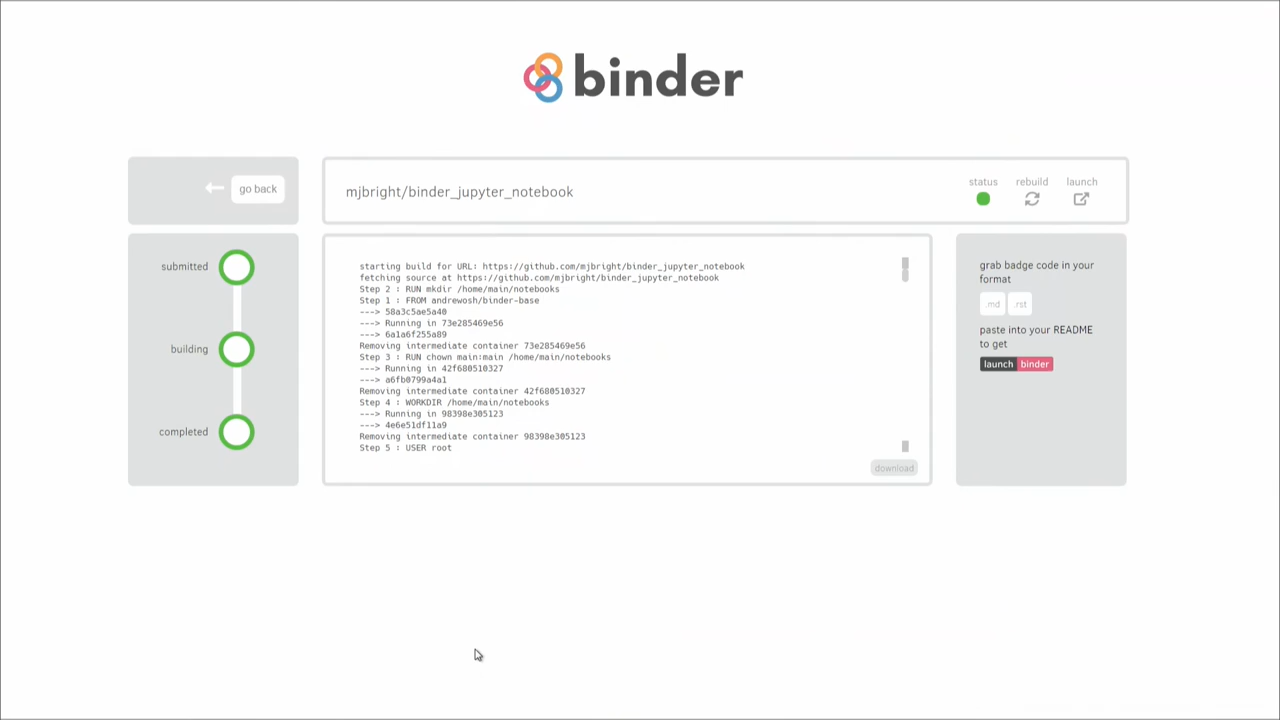 binder
go back
mjbright/binder_jupyter_notebook
status
rebuild
launch
submitted
building
completed
starting build for URL: https://github.com/mjbright/binder_jupyter_notebook
fetching source at https://github.com/mjbright/binder_jupyter_notebook
Step 2 : RUN mkdir /home/main/notebooks
Step 1 : FROM andrewosh/binder-base
---> 58a3c5ae5a40
---> Running in 73e285469e56
---> 6a1a6f255a89
Removing intermediate container 73e285469e56
Step 3 : RUN chown main:main /home/main/notebooks
---> Running in 42f680510327
---> a6fb0799a4a1
Removing intermediate container 42f680510327
Step 4 : WORKDIR /home/main/notebooks
---> Running in 98398e305123
---> 4e6e51df11a9
Removing intermediate container 98398e305123
Step 5 : USER root
download
grab badge code in your
format
.md
.rst
paste into your README
to get
launch binder